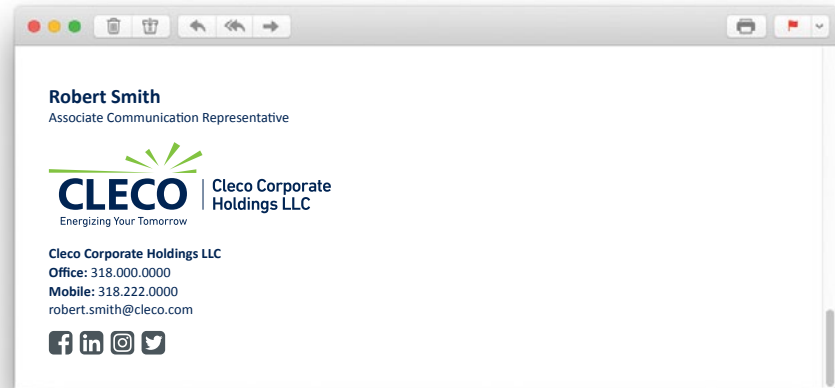 Robert Smith
Associate Communication Representative
CLECO
Energizing Your Tomorrow
Cleco Corporate
Holdings LLC
Cleco Corporate Holdings LLC
Office: 318.000.0000
Mobile: 318.222.0000
robert.smith@cleco.com